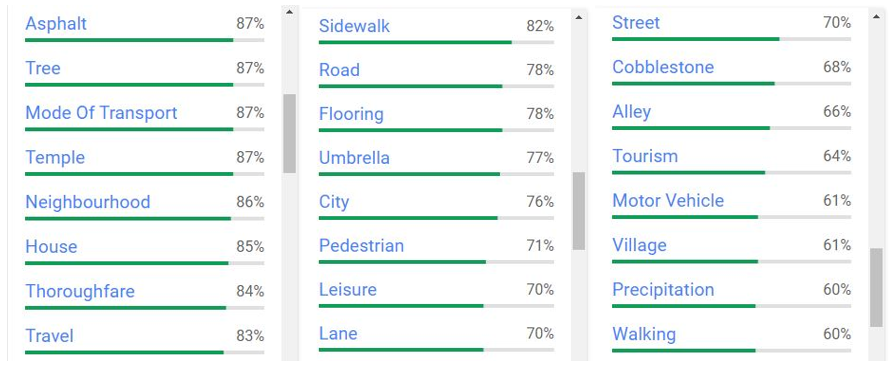 Asphalt 87%
Tree 87%
Mode Of Transport 87%
Temple 87%
Neighbourhood 86%
House 85%
Thoroughfare 84%
Travel 83%
Sidewalk 82%
Road 78%
Flooring 78%
Umbrella 77%
City 76%
Pedestrian 71%
Leisure 70%
Lane 70%
Street 70%
Cobblestone 68%
Alley 66%
Tourism 64%
Motor Vehicle 61%
Village 61%
Precipitation 60%
Walking 60%